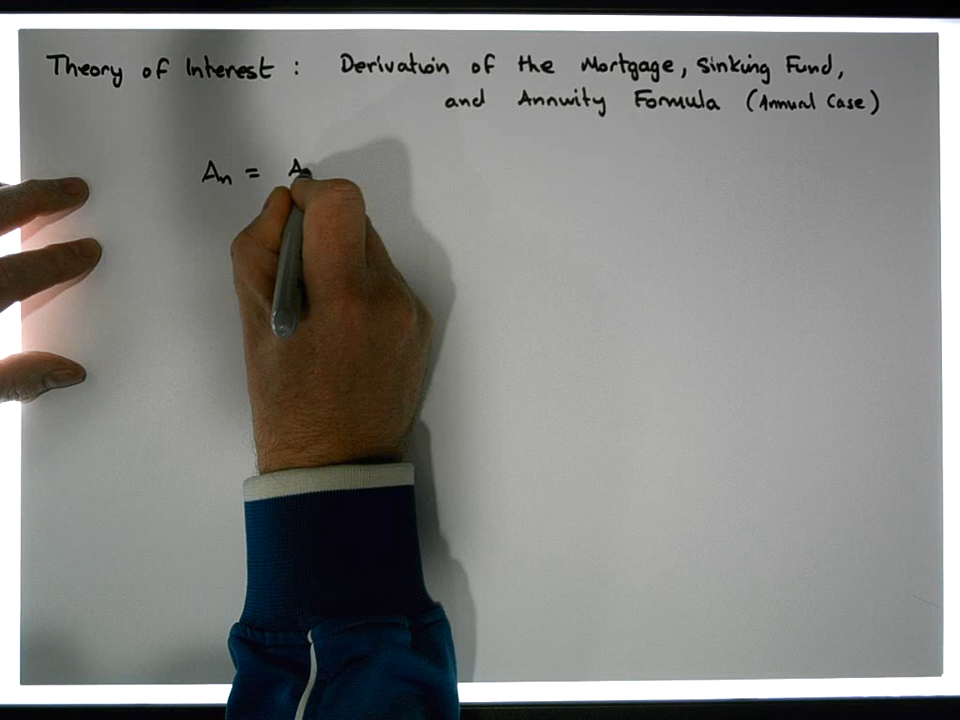 Theory of Interest : Derivation of the Mortgage, Sinking Fund,
and Annuity Formula (Annual Case)
An = A